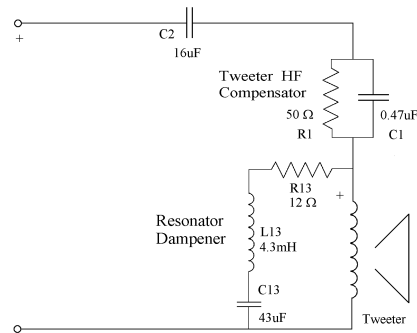 C2
+
16uF
Tweeter HF
Compensator
50 Ω
0.47uF
R1
C1
R13
12 Ω
+
Resonator
Dampener
L13
4.3mH
C13
43uF
Tweeter